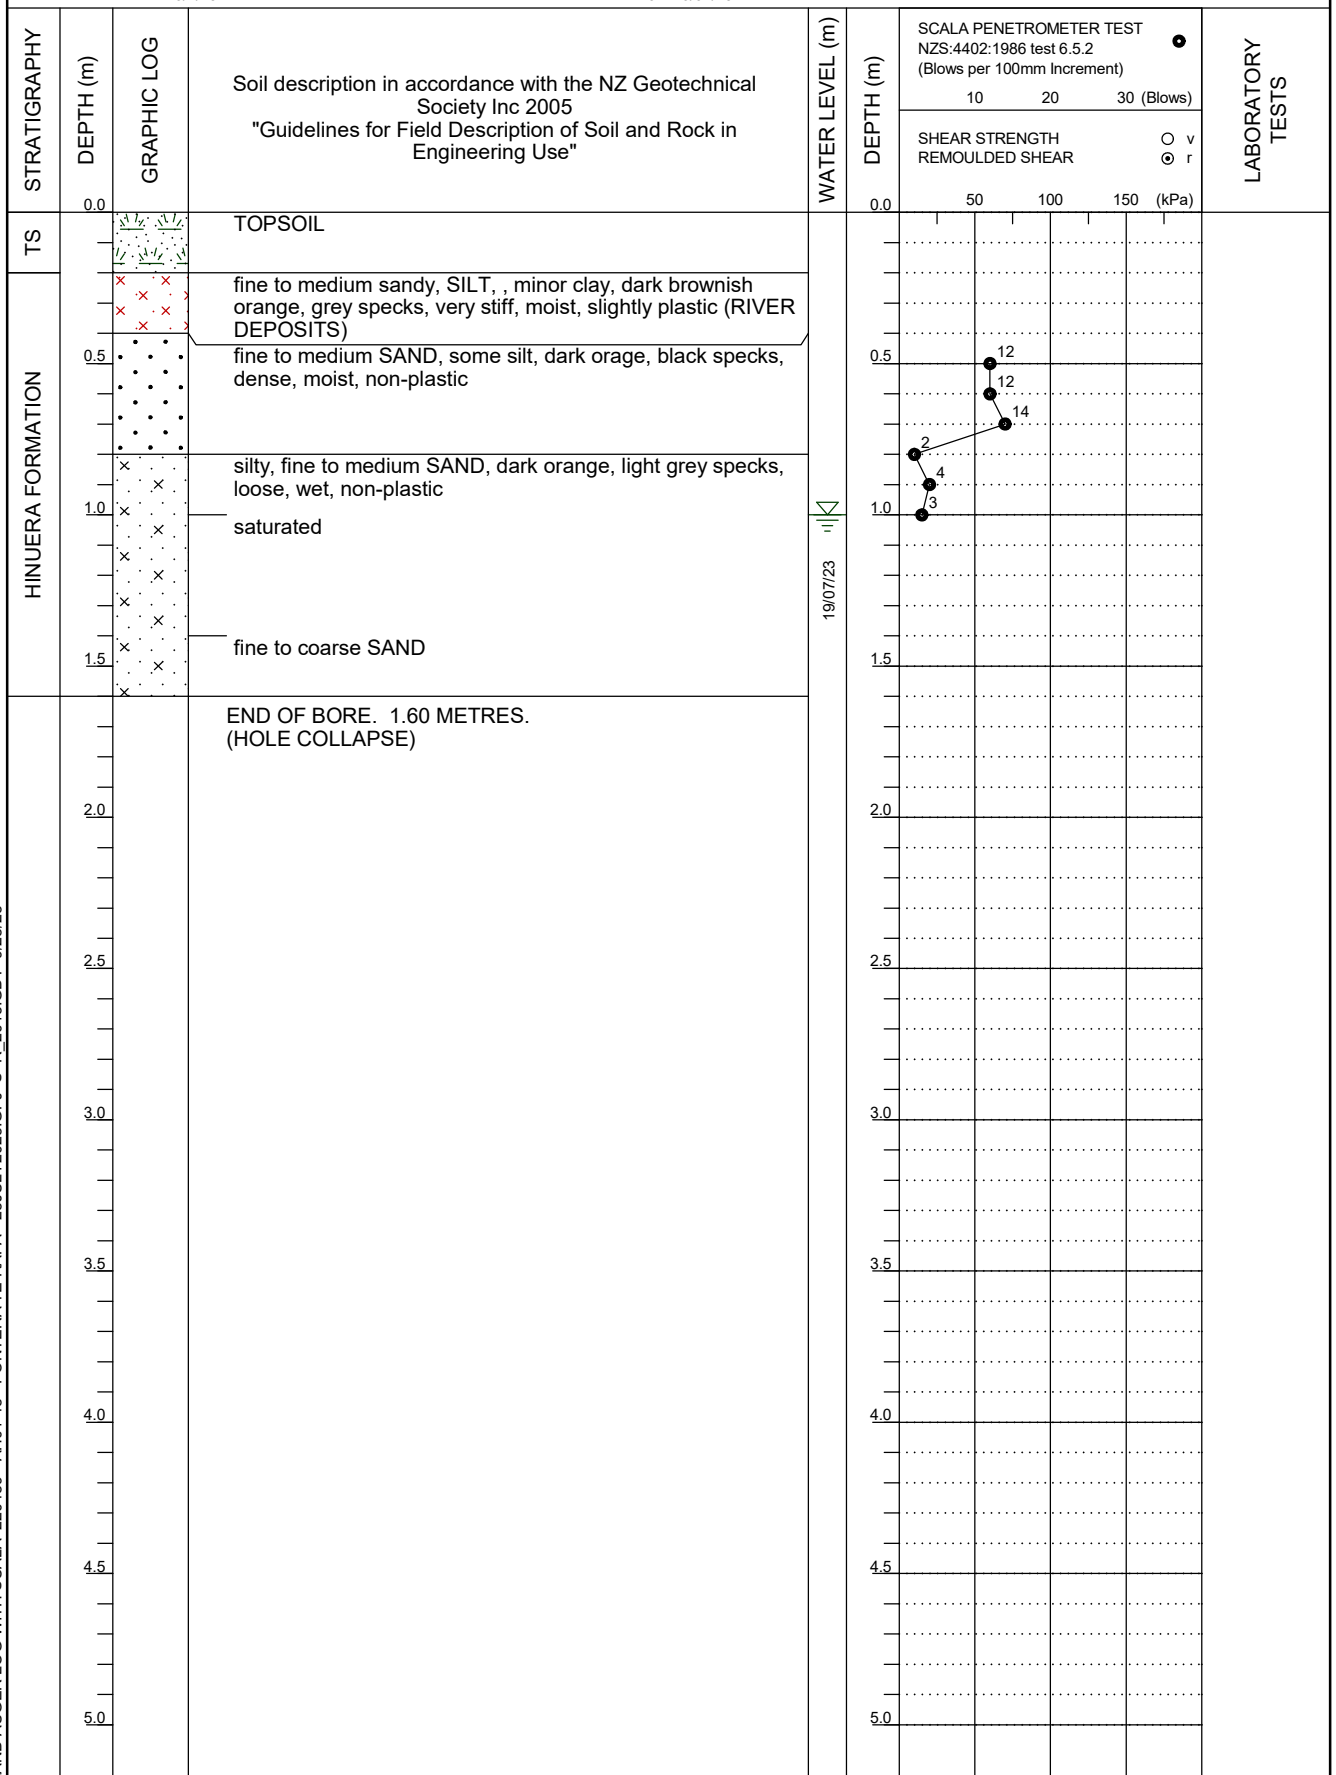 STRATIGRAPHY
DEPTH (m)
GRAPHIC LOG
Soil description in accordance with the NZ Geotechnical
Society Inc 2005
"Guidelines for Field Description of Soil and Rock in
Engineering Use"
WATER LEVEL (m)
DEPTH (m)
SCALA PENETROMETER TEST
NZS:4402:1986 test 6.5.2
(Blows per 100mm Increment)
10 20 30 (Blows)
SHEAR STRENGTH v
REMOULDED SHEAR r
50 100 150 (kPa)
LABORATORY
TESTS
0.0 0.0
TS
TOPSOIL
HINUERA FORMATION
fine to medium sandy, SILT, , minor clay, dark brownish
orange, grey specks, very stiff, moist, slightly plastic (RIVER
DEPOSITS)
fine to medium SAND, some silt, dark orage, black specks,
dense, moist, non-plastic
0.5 0.5 12
12
14
2
silty, fine to medium SAND, dark orange, light grey specks,
loose, wet, non-plastic
4
1.0 1.0 3
saturated
19/07/23
fine to coarse SAND
1.5 1.5
END OF BORE. 1.60 METRES.
(HOLE COLLAPSE)
2.0 2.0
2.5 2.5
3.0 3.0
3.5 3.5
4.0 4.0
4.5 4.5
5.0 5.0